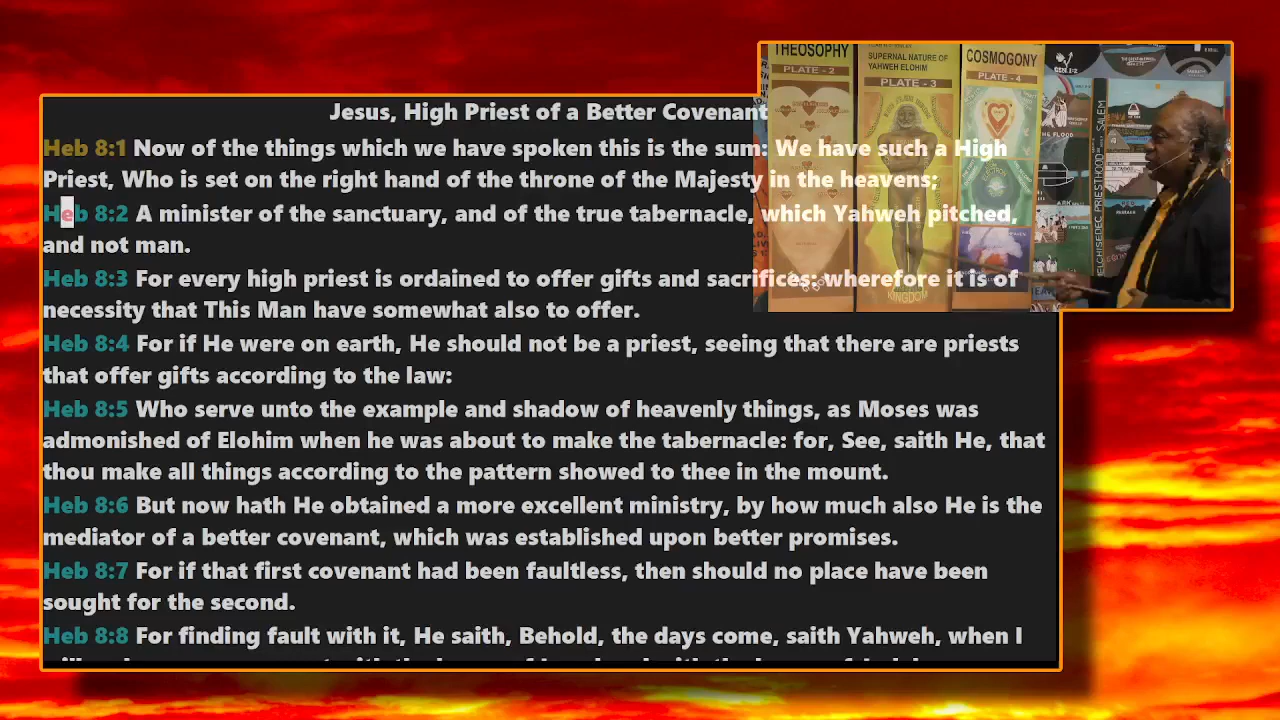 Jesus, High Priest of a Better Covenant
Heb 8:1 Now of the things which we have spoken this is the sum: We have such a High
Priest, Who is set on the right hand of the throne of the Majesty in the heavens;
Heb 8:2 A minister of the sanctuary, and of the true tabernacle, which Yahweh pitched,
and not man.
Heb 8:3 For every high priest is ordained to offer gifts and sacrifices: wherefore it is of
necessity that This Man have somewhat also to offer.
Heb 8:4 For if He were on earth, He should not be a priest, seeing that there are priests
that offer gifts according to the law:
Heb 8:5 Who serve unto the example and shadow of heavenly things, as Moses was
admonished of Elohim when he was about to make the tabernacle: for, See, saith He, that
thou make all things according to the pattern showed to thee in the mount.
Heb 8:6 But now hath He obtained a more excellent ministry, by how much also He is the
mediator of a better covenant, which was established upon better promises.
Heb 8:7 For if that first covenant had been faultless, then should no place have been
sought for the second.
Heb 8:8 For finding fault with it, He saith, Behold, the days come, saith Yahweh, when I
THEOSOPHY
PLATE - 2
SUPERNAL NATURE OF
YAHWEH ELOHIM
PLATE - 3
KINGDOM
COSMOGONY
PLATE - 4
THE FLOOD